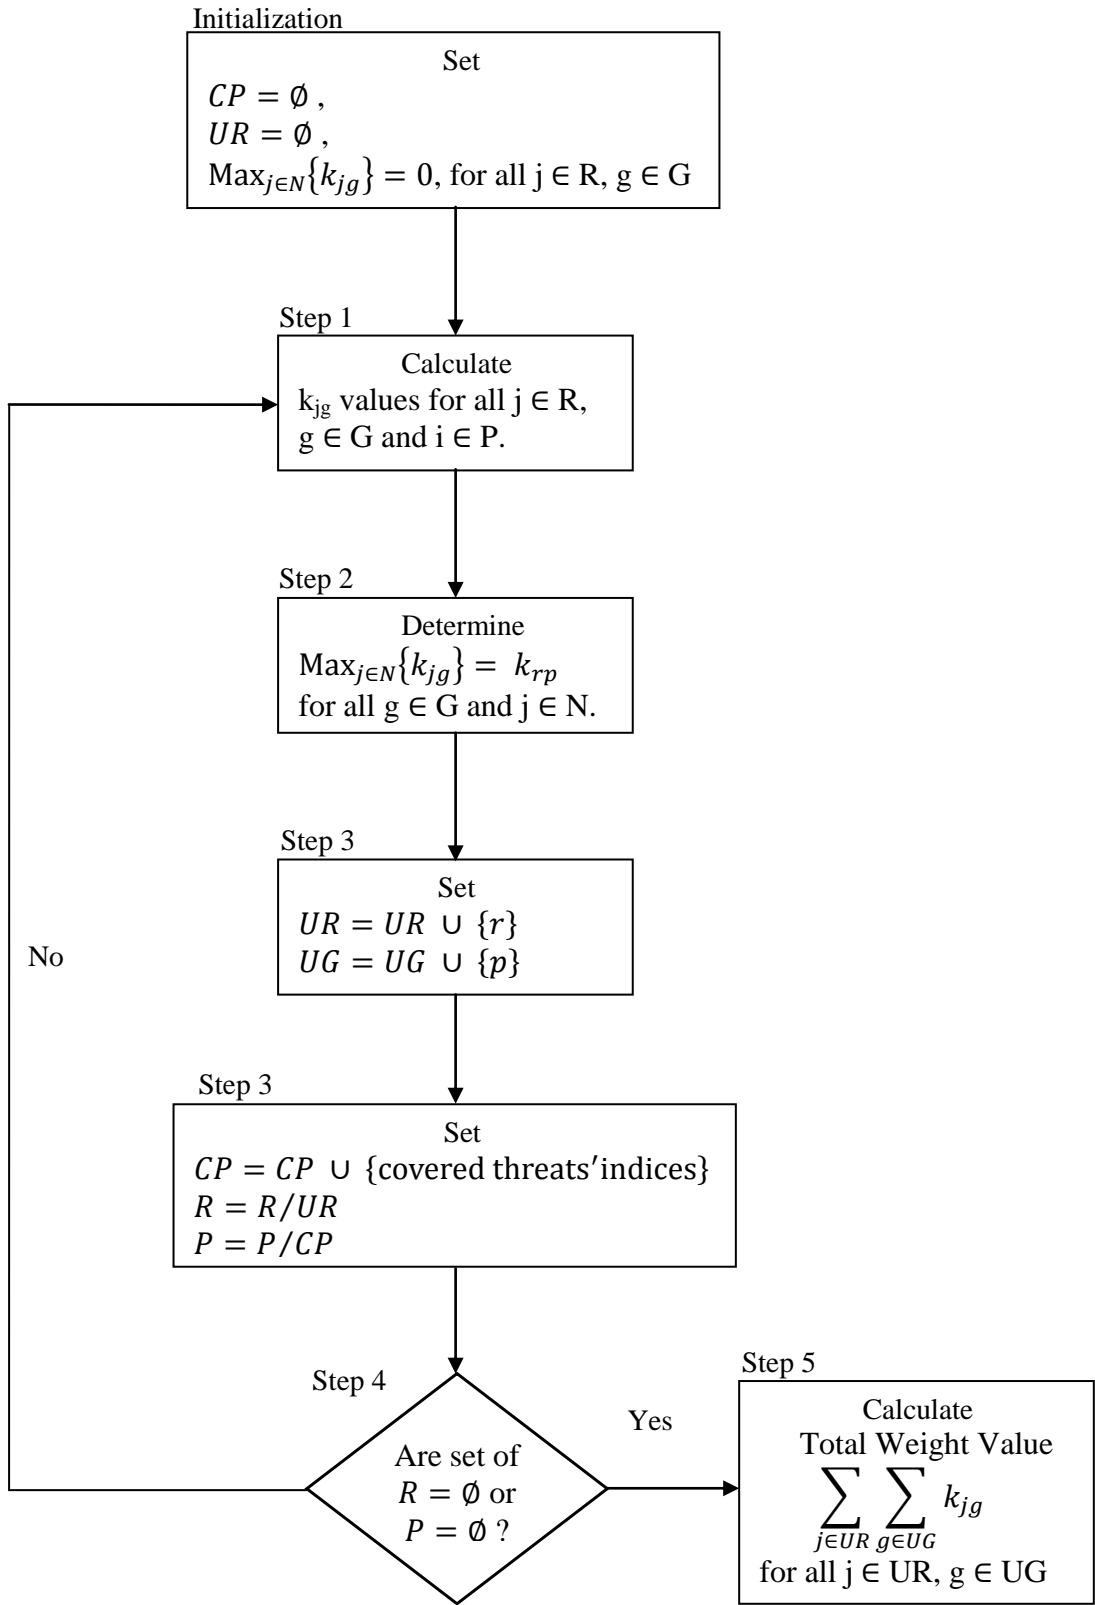 Initialization
Set
CP = ∅ ,
UR = ∅ ,
Max_{j∈N}{k_{jg}} = 0, for all j ∈ R, g ∈ G
Step 1
Calculate
k_{jg} values for all j ∈ R,
g ∈ G and i ∈ P.
Step 2
Determine
Max_{j∈N}{k_{jg}} = k_{rp}
for all g ∈ G and j ∈ N.
Step 3
Set
UR = UR ∪ {r}
UG = UG ∪ {p}
No
Step 3
Set
CP = CP ∪ {covered threats′indices}
R = R/UR
P = P/CP
Step 4
Are set of
R = ∅ or
P = ∅ ?
Yes
Step 5
Calculate
Total Weight Value
∑_{j∈UR} ∑_{g∈UG} k_{jg}
for all j ∈ UR, g ∈ UG